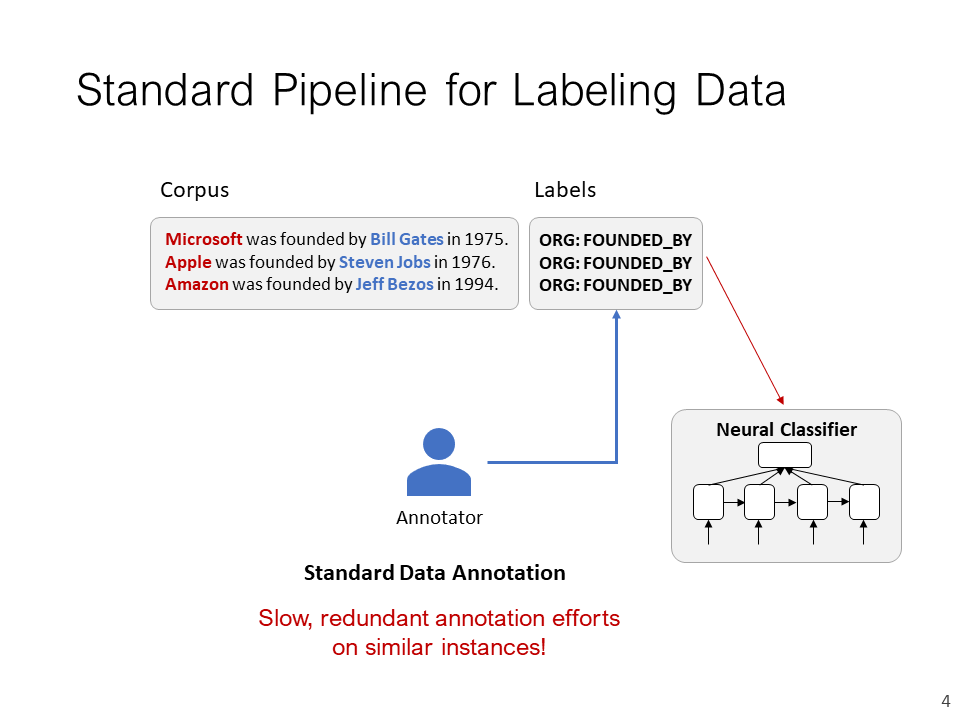 Standard Pipeline for Labeling Data
Corpus
Microsoft was founded by Bill Gates in 1975.
Apple was founded by Steven Jobs in 1976.
Amazon was founded by Jeff Bezos in 1994.
Labels
ORG: FOUNDED_BY
ORG: FOUNDED_BY
ORG: FOUNDED_BY
Neural Classifier
Annotator
Standard Data Annotation
Slow, redundant annotation efforts
on similar instances!
4